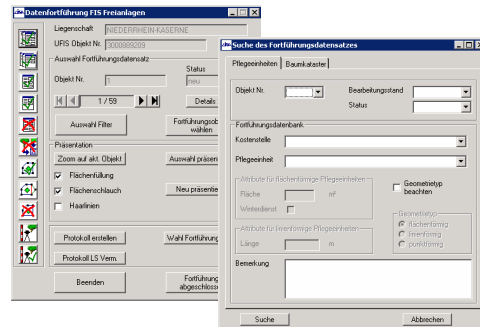 Datenfortführung FIS Freianlagen
Liegenschaft NIEDERRHEIN-KASERNE
UFIS Objekt Nr. 3000889209
Auswahl Fortführungsdatensatz
Status
Objekt Nr. 1 neu
1 / 59 Details
Auswahl Filter Fortführungsob
wählen
Präsentation
Zoom auf akt. Objekt Auswahl präsen
Flächenfüllung
Flächenschlauch Neu präsentie
Haarlinien
Protokoll erstellen Wahl Fortführung
Protokoll LS Verm.
Beenden Fortführung
abgeschlosse
Suche des Fortführungsdatensatzes
Pflegeeinheiten Baumkataster
Objekt Nr. Bearbeitungsstand
Status
Fortführungsdatenbank
Kostenstelle
Pflegeeinheit
Attribute für flächenförmige Pflegeeinheiten
Fläche m²
Winterdienst
Geometrietyp
beachten
Attribute für linienförmige Pflegeeinheiten
Länge m
Geometrietyp
flächenförmig
linienförmig
punktförmig
Bemerkung
Suche Abbrechen